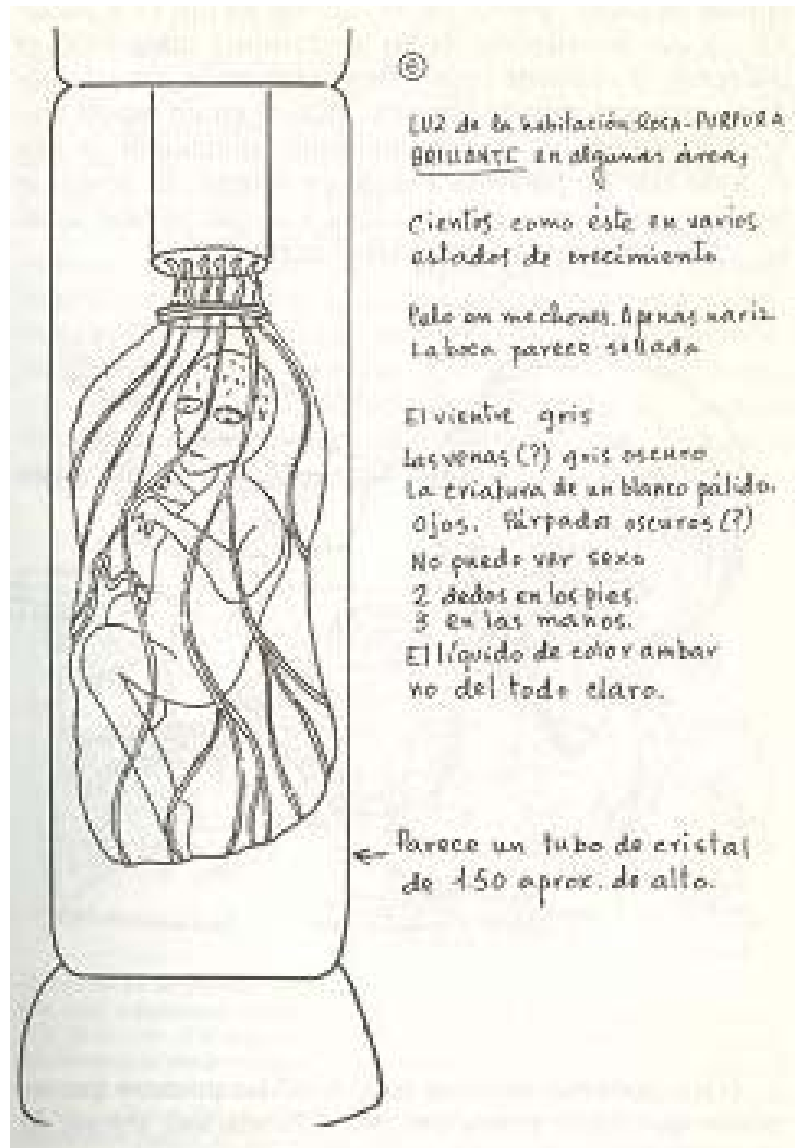 e
LUZ de la habitación ROSA-PURPURA
BRILLANTE en algunas áreas
Cientos como éste en varios
estados de crecimiento
Pelo en mechones. Apenas nariz
La boca parece sellada
El vientre gris
Las venas (?) gris oscuro
La criatura de un blanco pálido.
Ojos. Párpados oscuros (?)
No puedo ver sexo
2 dedos en los pies.
3 en las manos.
El líquido de color ambar
no del todo claro.
Parece un tubo de cristal
de 1.50 aprox. de alto.